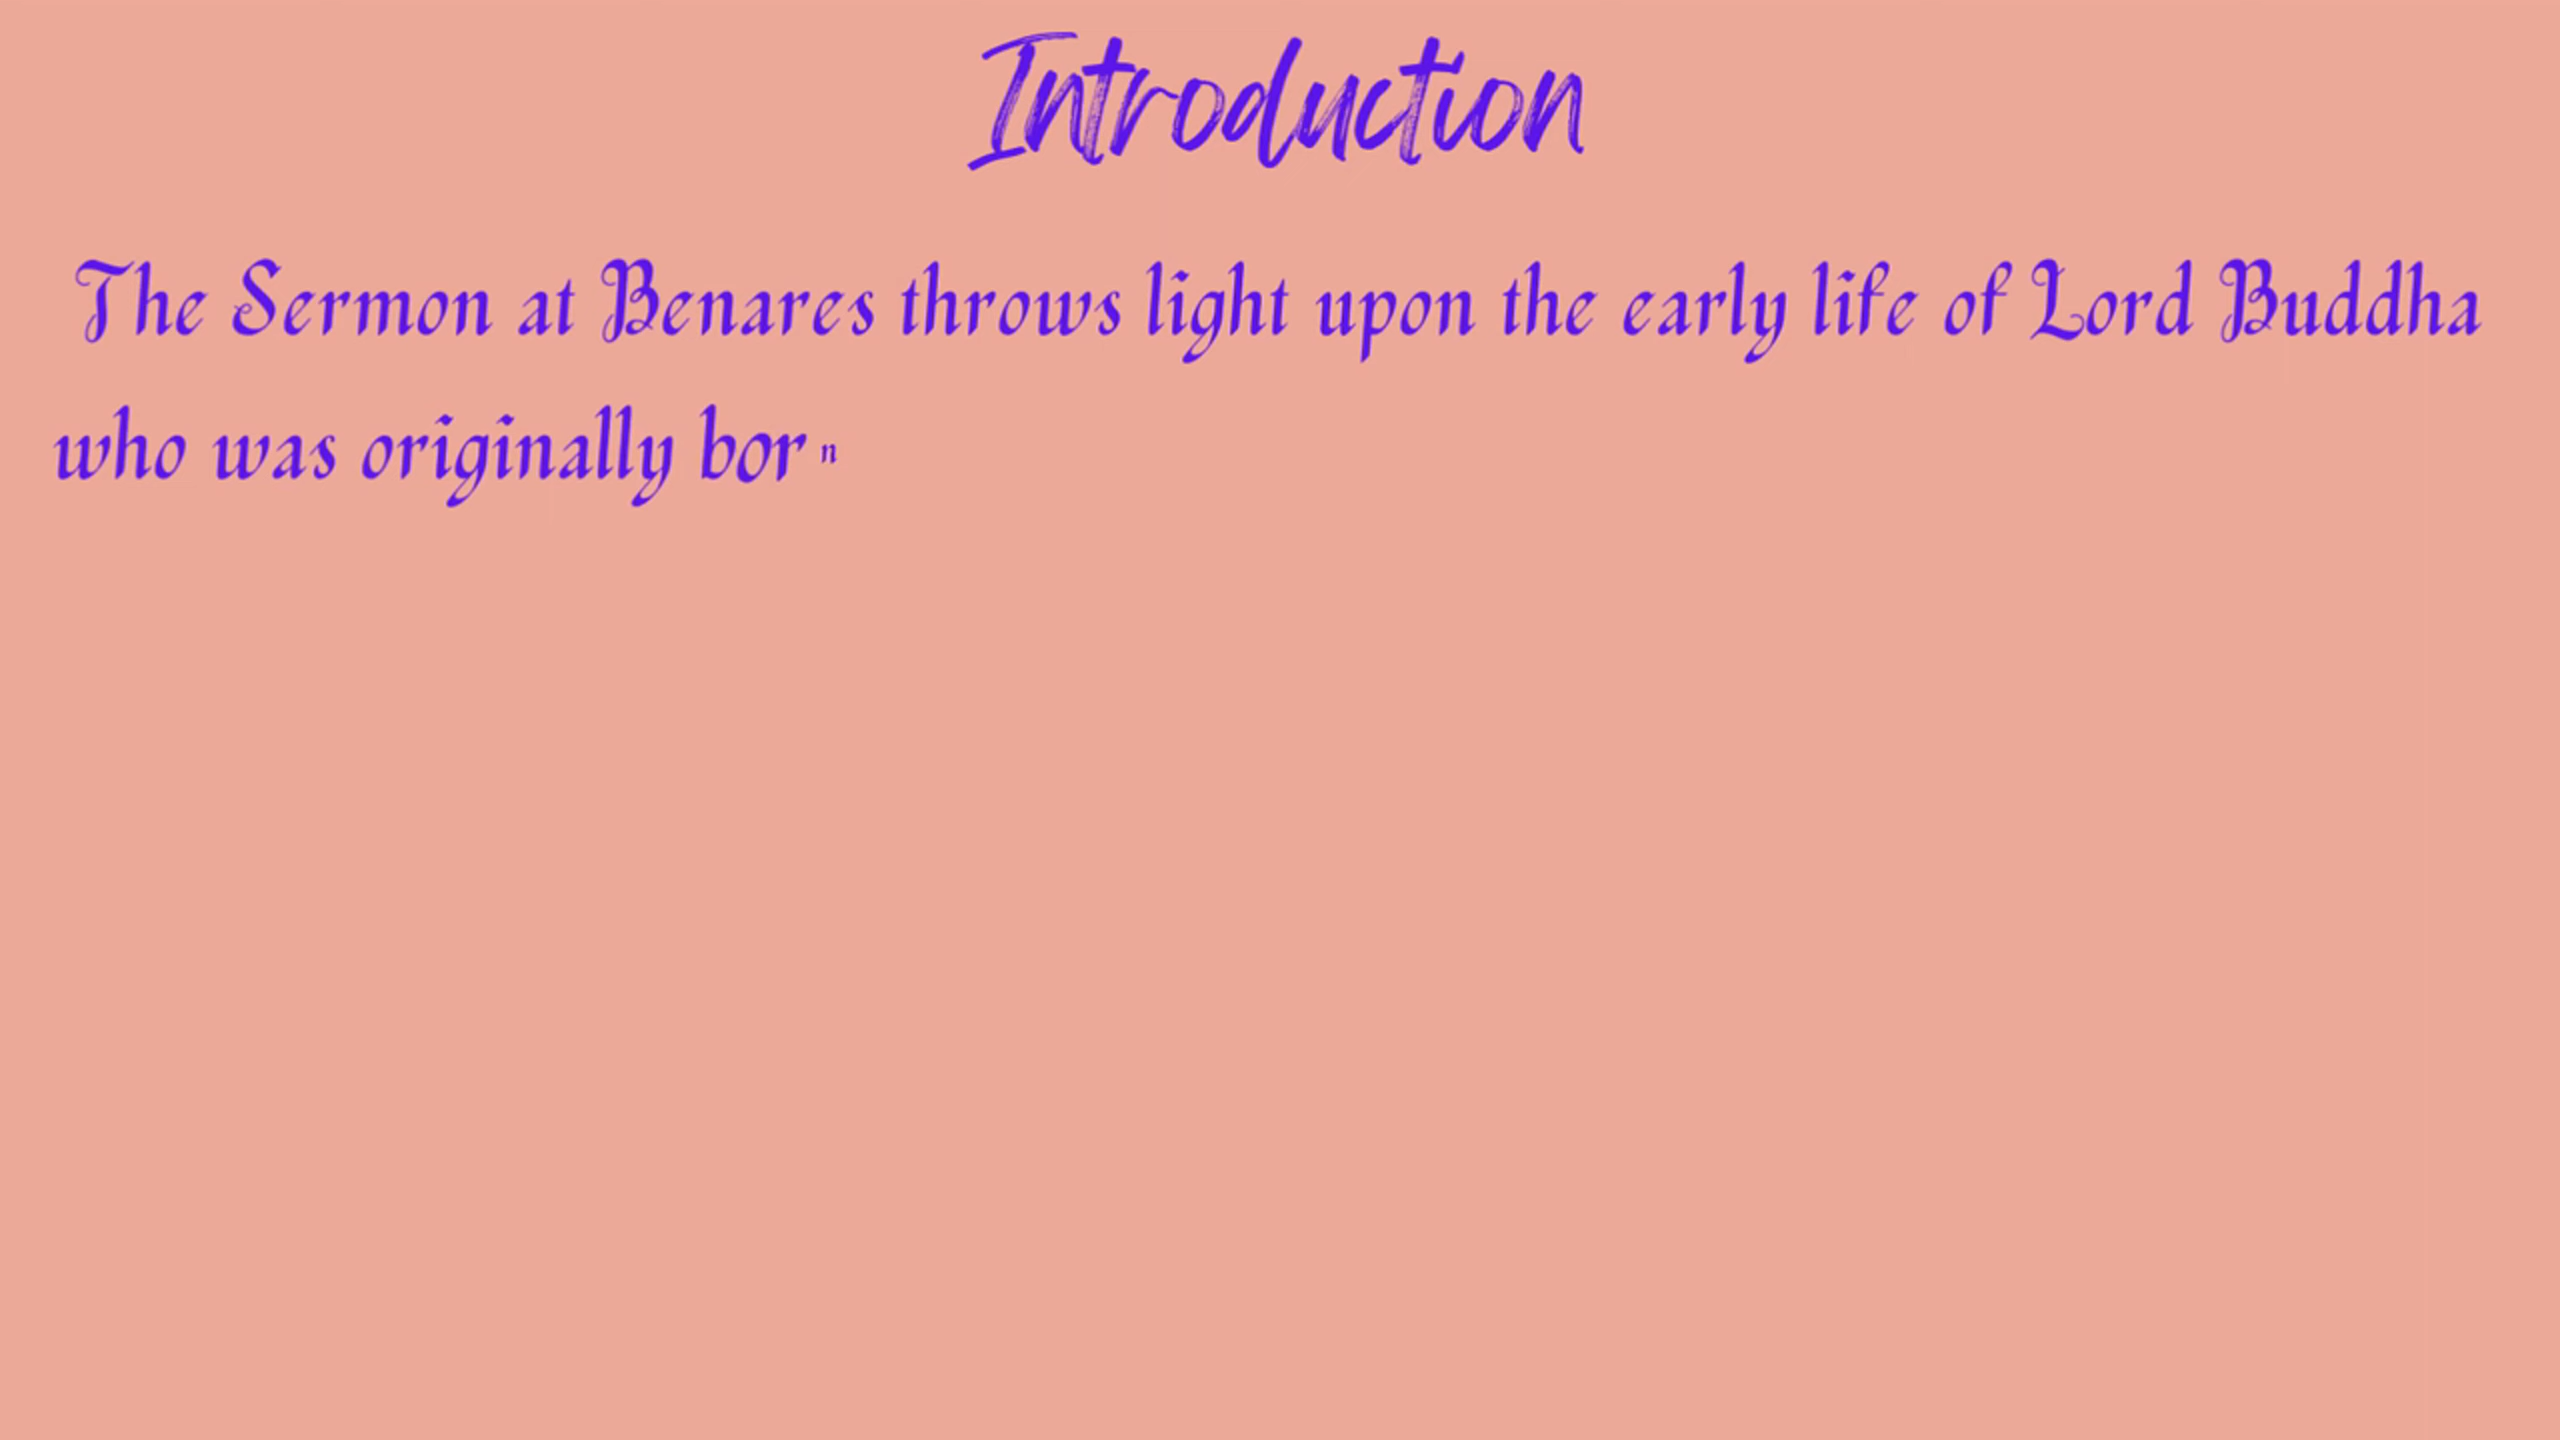 Introduction
The Sermon at Benares throws light upon the early life of Lord Buddha
who was originally born